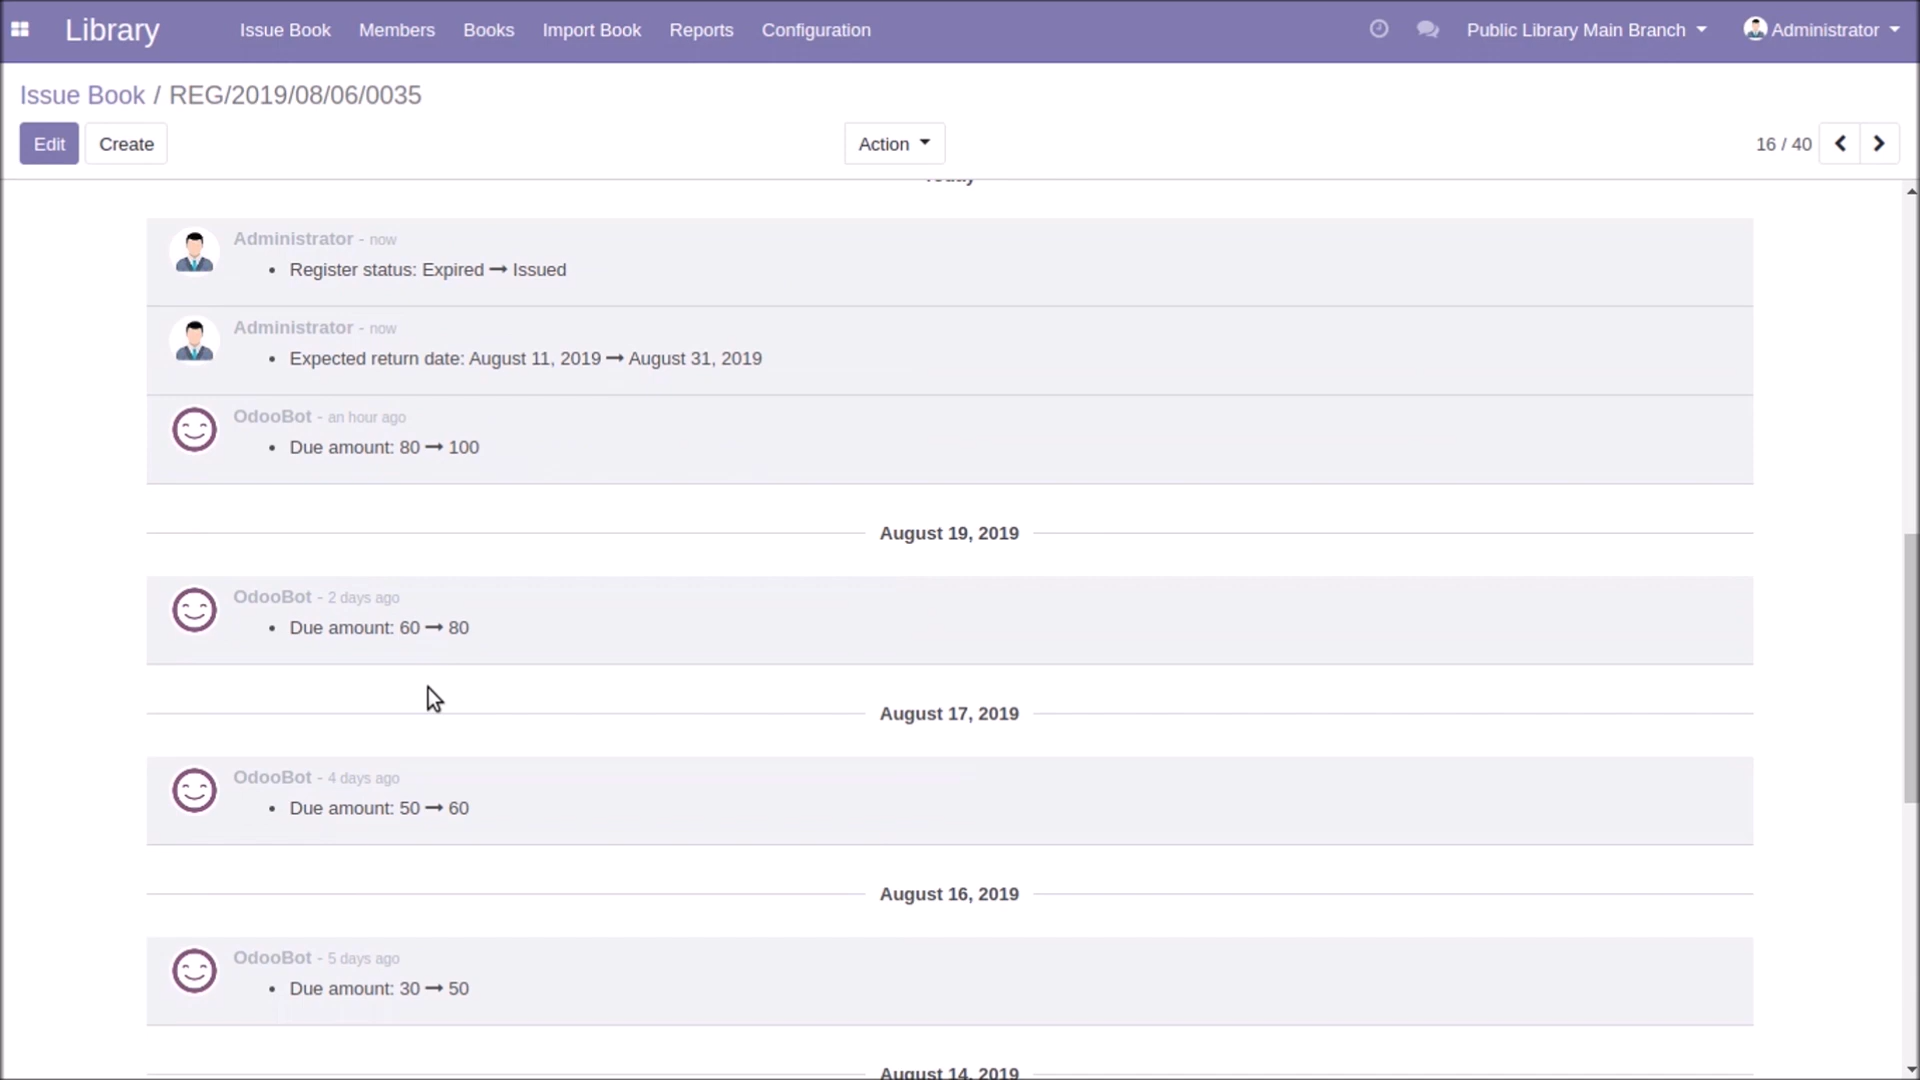 Library Issue Book Members Books Import Book Reports Configuration Public Library Main Branch Administrator
Issue Book / REG/2019/08/06/0035
Edit Create Action 16 / 40
Today
Administrator - now
• Register status: Expired → Issued
Administrator - now
• Expected return date: August 11, 2019 → August 31, 2019
OdooBot - an hour ago
• Due amount: 80 → 100
August 19, 2019
OdooBot - 2 days ago
• Due amount: 60 → 80
August 17, 2019
OdooBot - 4 days ago
• Due amount: 50 → 60
August 16, 2019
OdooBot - 5 days ago
• Due amount: 30 → 50
August 14, 2019